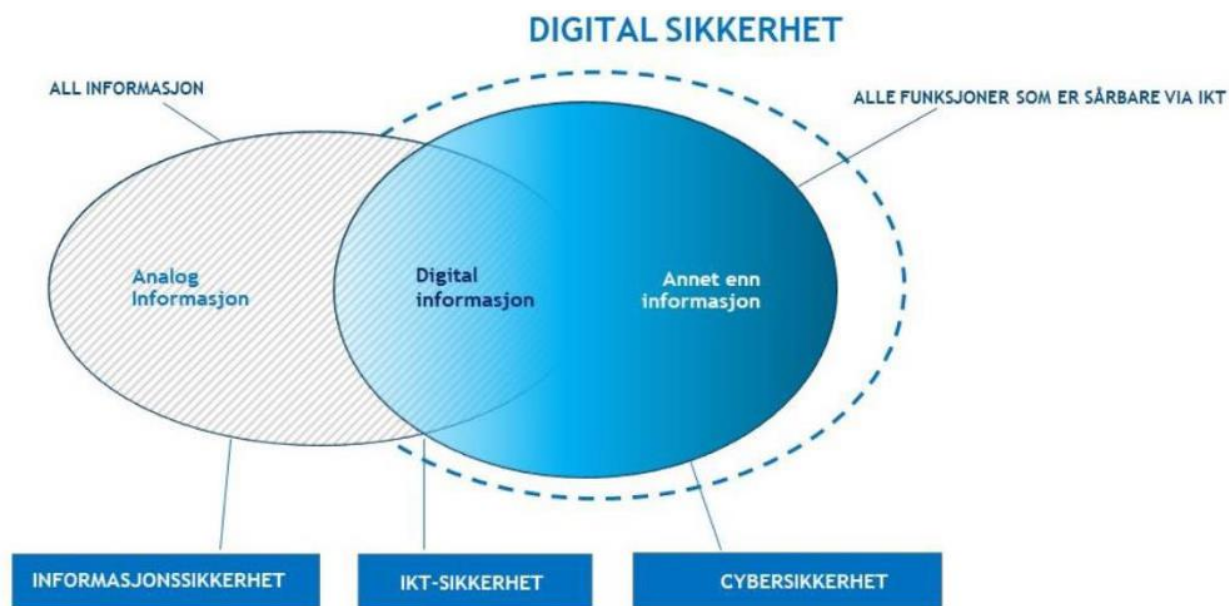 DIGITAL SIKKERHET
ALL INFORMASJON
ALLE FUNKSJONER SOM ER SÅRBARE VIA IKT
Analog
Informasjon
Digital
informasjon
Annet enn
informasjon
INFORMASJONSSIKKERHET
IKT-SIKKERHET
CYBERSIKKERHET